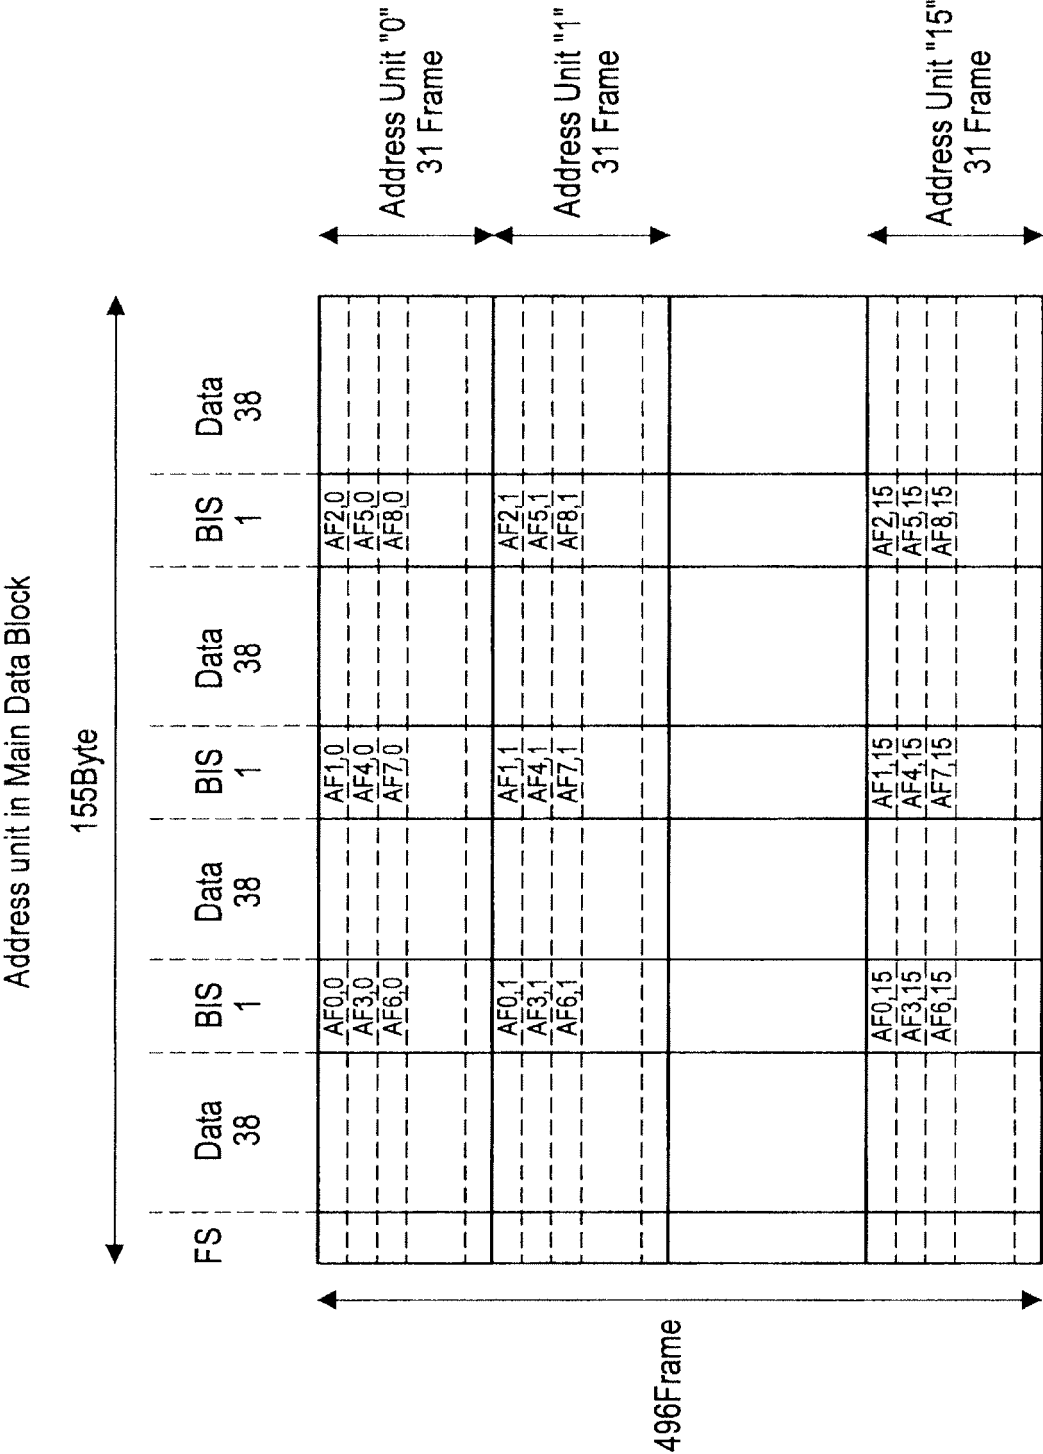 Address unit in Main Data Block
155Byte
FS
Data
38
BIS
1
Data
38
BIS
1
Data
38
BIS
1
Data
38
496Frame
AF0,0
AF1,0
AF2,0
AF3,0
AF4,0
AF5,0
AF6,0
AF7,0
AF8,0
Address Unit "0"
31 Frame
AF0,1
AF1,1
AF2,1
AF3,1
AF4,1
AF5,1
AF6,1
AF7,1
AF8,1
Address Unit "1"
31 Frame
AF0,15
AF1,15
AF2,15
AF3,15
AF4,15
AF5,15
AF6,15
AF7,15
AF8,15
Address Unit "15"
31 Frame